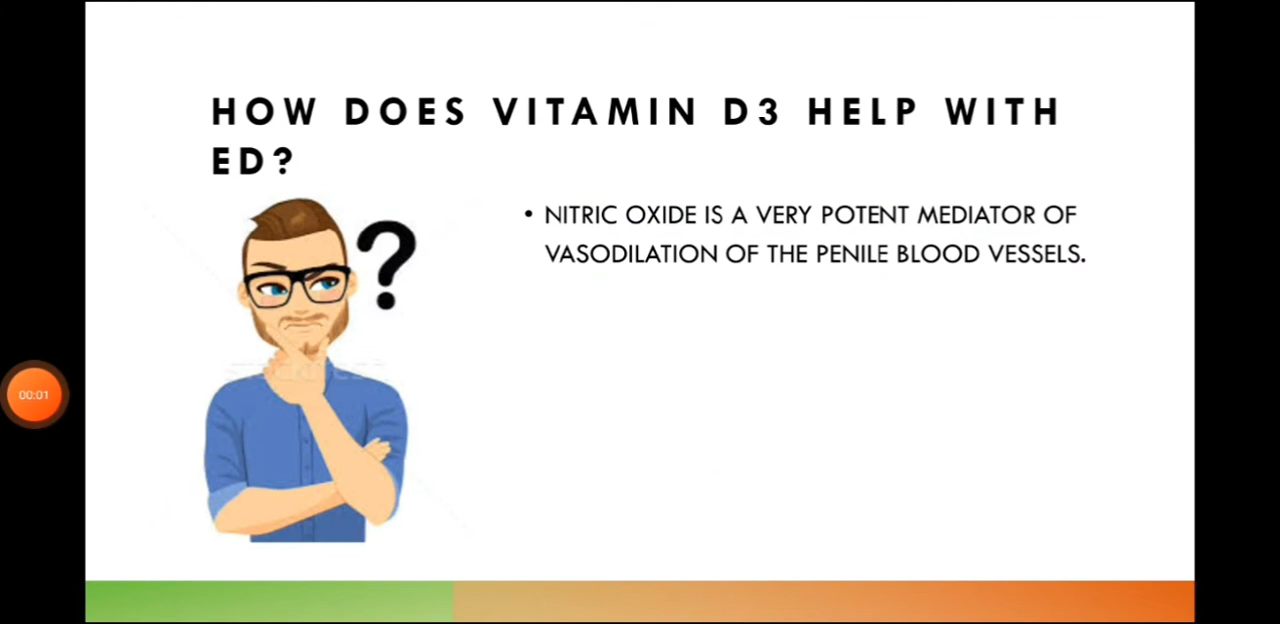 HOW DOES VITAMIN D3 HELP WITH
ED?
• NITRIC OXIDE IS A VERY POTENT MEDIATOR OF
VASODILATION OF THE PENILE BLOOD VESSELS.
00:01